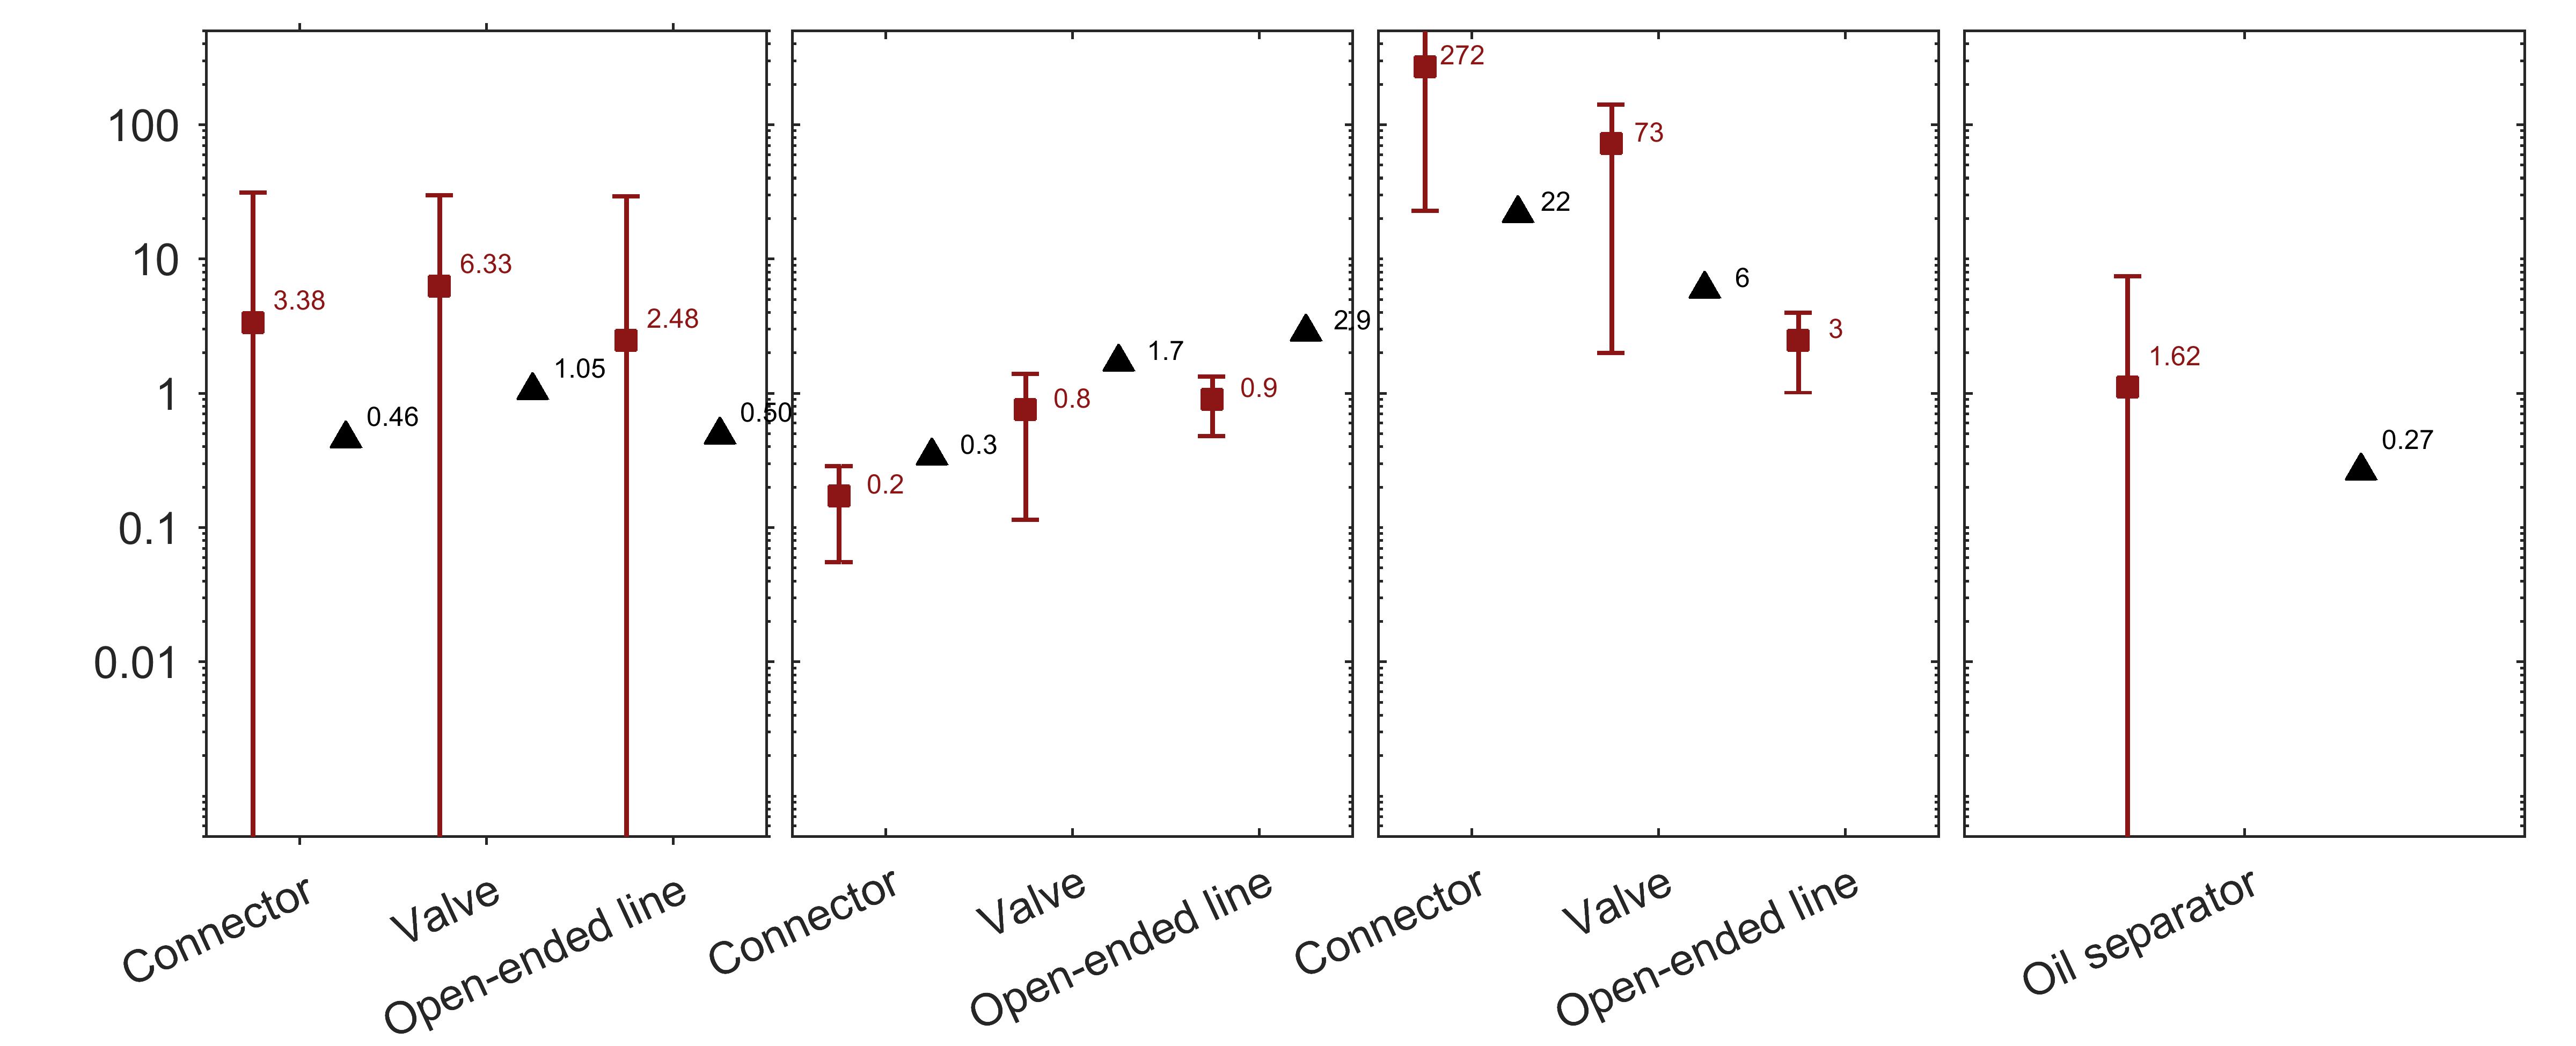 100
10
1
0.1
0.01
3.38
0.46
6.33
1.05
2.48
0.50
0.2
0.3
0.8
1.7
0.9
2.9
272
22
73
6
3
1.62
0.27
Connector
Valve
Open-ended line
Connector
Valve
Open-ended line
Connector
Valve
Open-ended line
Oil separator